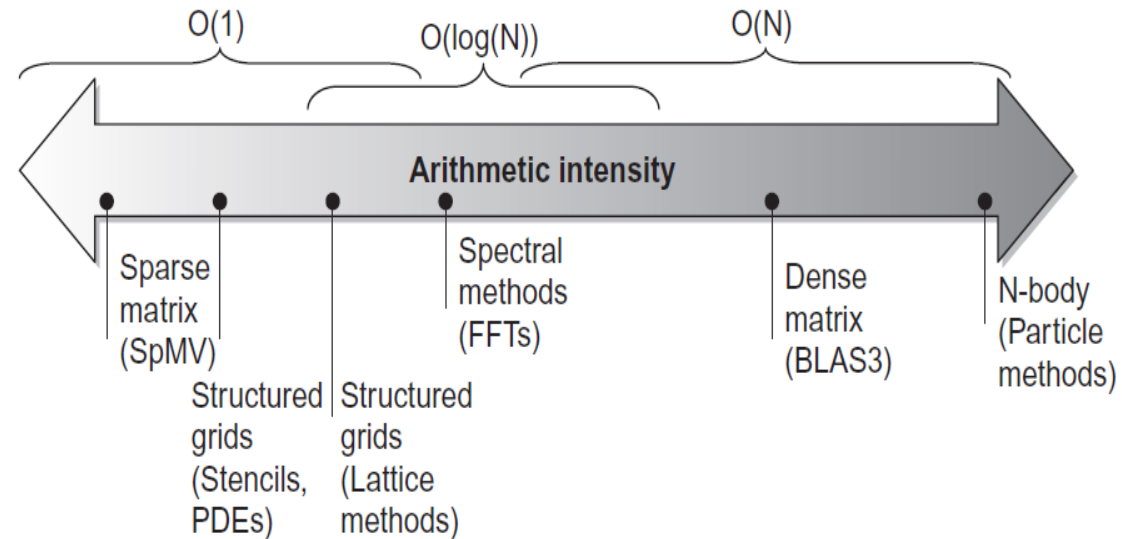 O(1)
O(log(N))
O(N)
Arithmetic intensity
Sparse
matrix
(SpMV)
Structured
grids
(Stencils,
PDEs)
Structured
grids
(Lattice
methods)
Spectral
methods
(FFTs)
Dense
matrix
(BLAS3)
N-body
(Particle
methods)